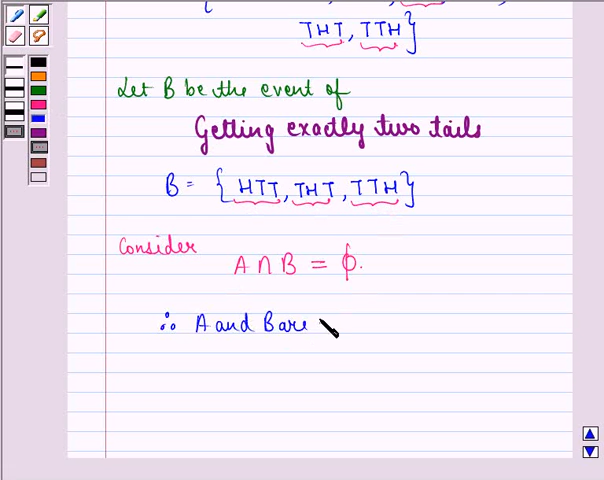 THT, TTH}
Let B be the event of
Getting exactly two tails
B = {HTT, THT, TTH}
Consider
A ∩ B = ϕ.
∴ A and B are